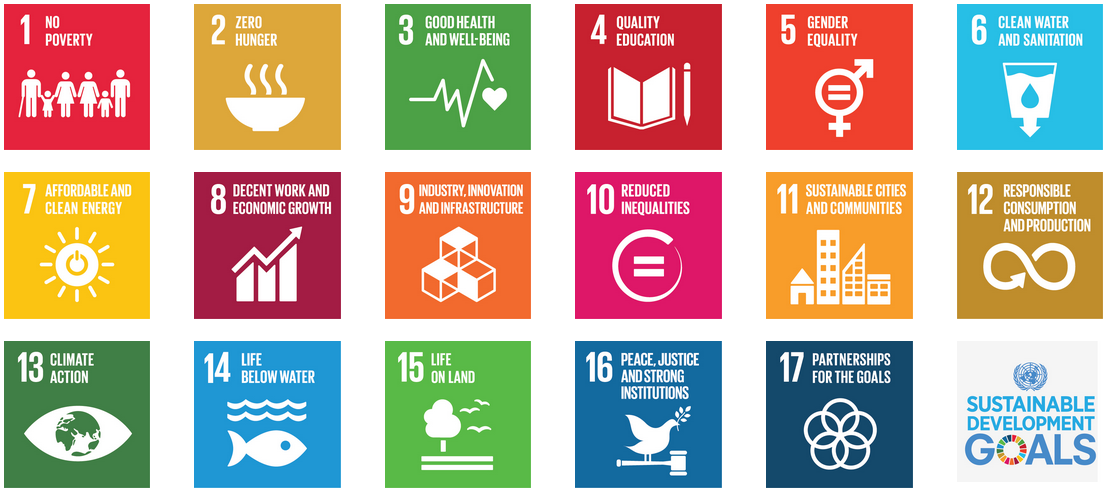 1 NO
POVERTY
2 ZERO
HUNGER
3 GOOD HEALTH
AND WELL-BEING
4 QUALITY
EDUCATION
5 GENDER
EQUALITY
6 CLEAN WATER
AND SANITATION
7 AFFORDABLE AND
CLEAN ENERGY
8 DECENT WORK AND
ECONOMIC GROWTH
9 INDUSTRY, INNOVATION
AND INFRASTRUCTURE
10 REDUCED
INEQUALITIES
11 SUSTAINABLE CITIES
AND COMMUNITIES
12 RESPONSIBLE
CONSUMPTION
AND PRODUCTION
13 CLIMATE
ACTION
14 LIFE
BELOW WATER
15 LIFE
ON LAND
16 PEACE, JUSTICE
AND STRONG
INSTITUTIONS
17 PARTNERSHIPS
FOR THE GOALS
SUSTAINABLE
DEVELOPMENT
GOALS